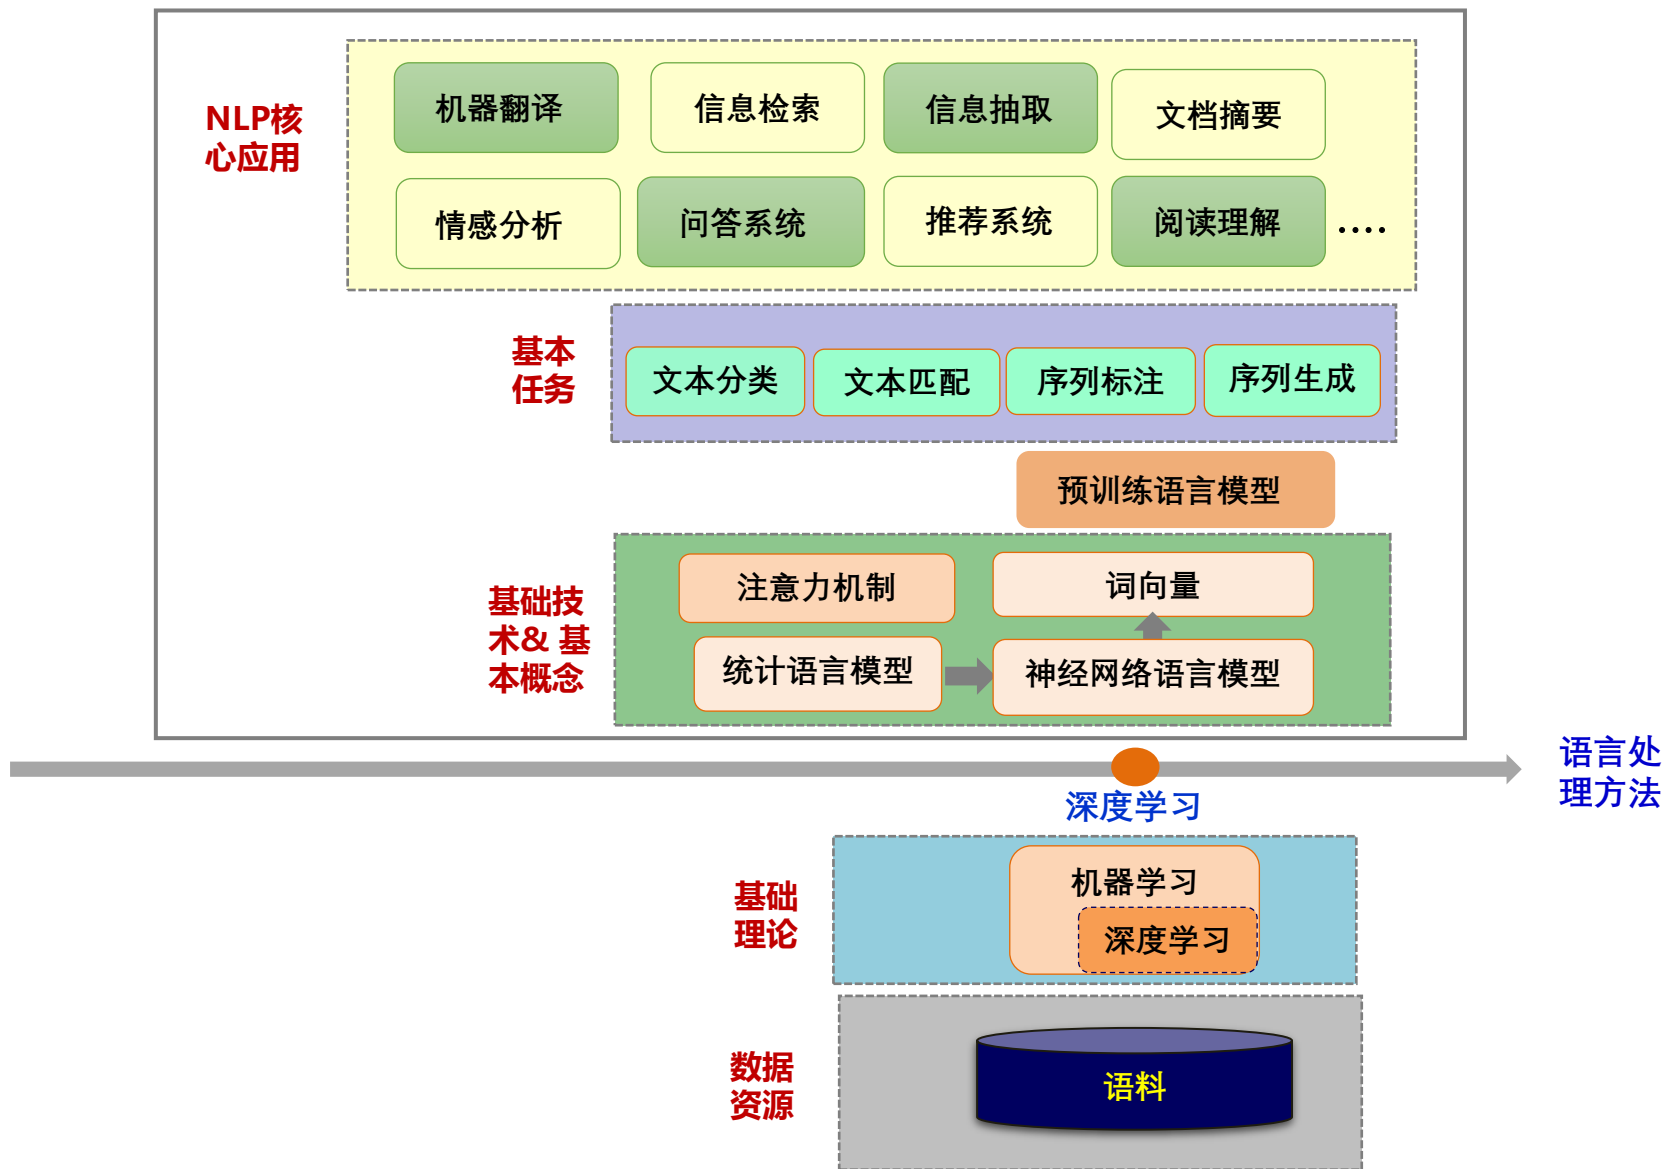 NLP核
心应用
机器翻译
信息检索
信息抽取
文档摘要
情感分析
问答系统
推荐系统
阅读理解
....
基本
任务
文本分类
文本匹配
序列标注
序列生成
预训练语言模型
基础技
术& 基
本概念
注意力机制
词向量
统计语言模型
神经网络语言模型
语言处
理方法
深度学习
基础
理论
机器学习
深度学习
数据
资源
语料